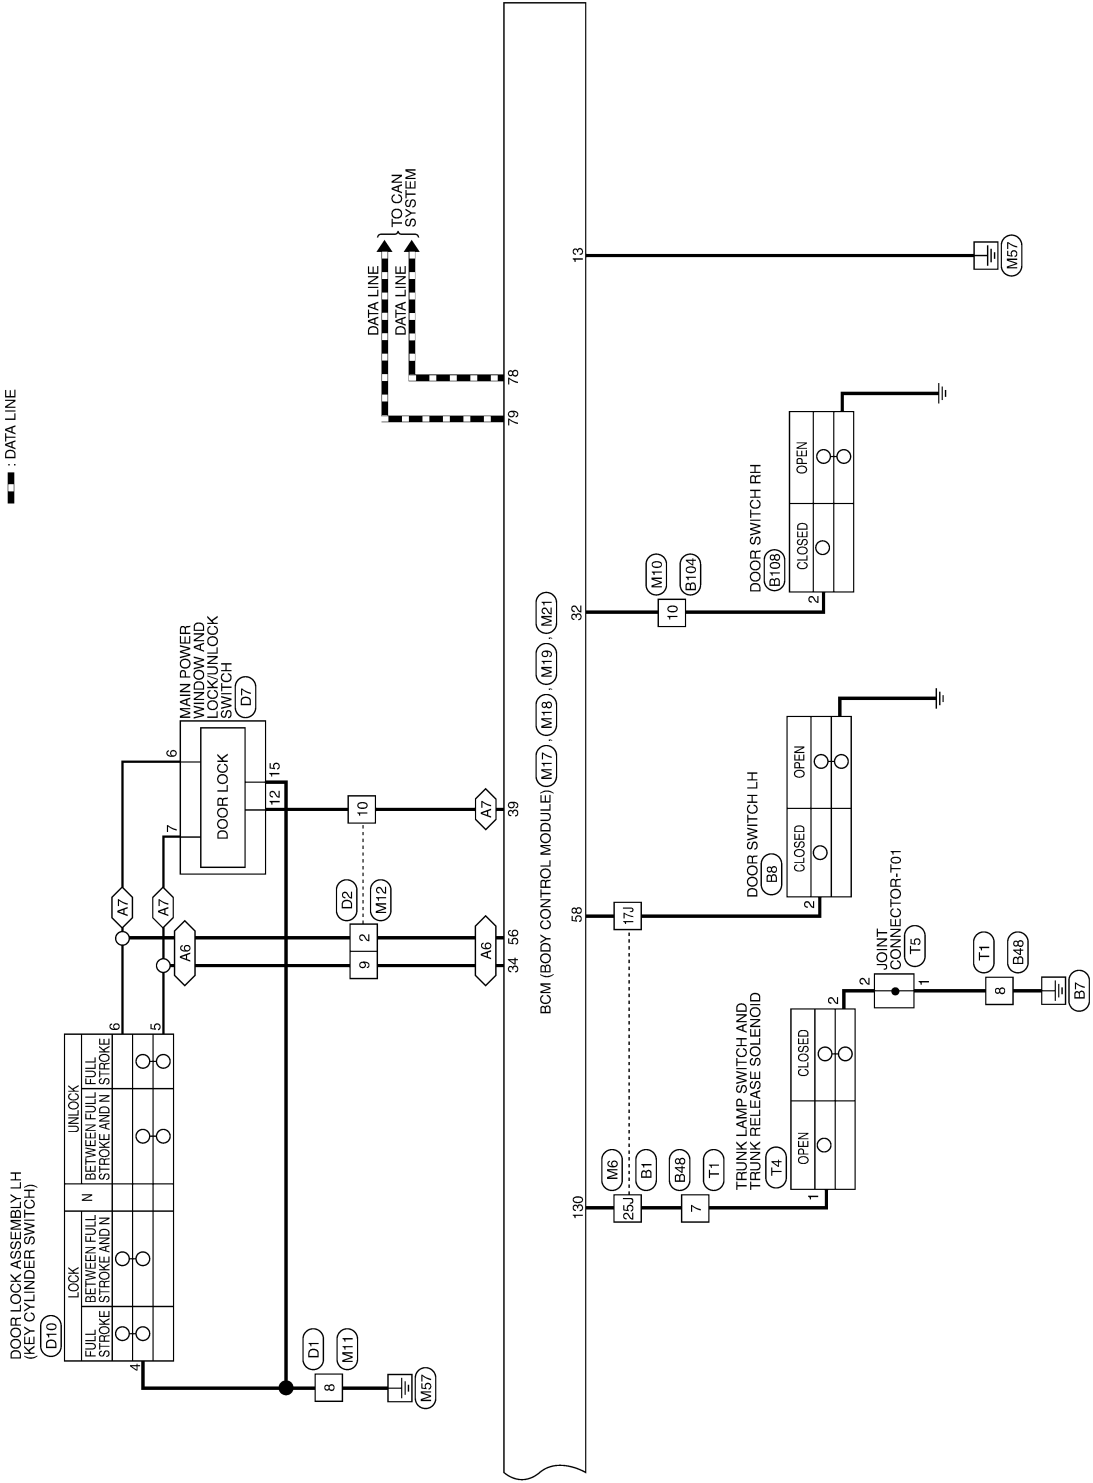 : DATA LINE
DOOR LOCK ASSEMBLY LH
(KEY CYLINDER SWITCH)
D10
LOCK
N
UNLOCK
FULL
STROKE
BETWEEN FULL
STROKE AND N
BETWEEN FULL
STROKE AND N
FULL
STROKE
4
6
5
A7
A7
A6
7
6
MAIN POWER
WINDOW AND
LOCK/UNLOCK
SWITCH
D7
DOOR LOCK
12
15
D1
M11
8
M57
D2
M12
9
2
10
A6
A7
34
56
39
DATA LINE
DATA LINE
TO CAN
SYSTEM
79
78
BCM (BODY CONTROL MODULE) M17 , M18 , M19 , M21
130
58
32
13
M6
B1
25J
17J
B48
T1
7
M10
B104
10
TRUNK LAMP SWITCH AND
TRUNK RELEASE SOLENOID
T4
OPEN
CLOSED
1
2
JOINT
CONNECTOR-T01
T5
2
1
T1
B48
8
B7
DOOR SWITCH LH
B8
CLOSED
OPEN
2
DOOR SWITCH RH
B108
CLOSED
OPEN
2
M57